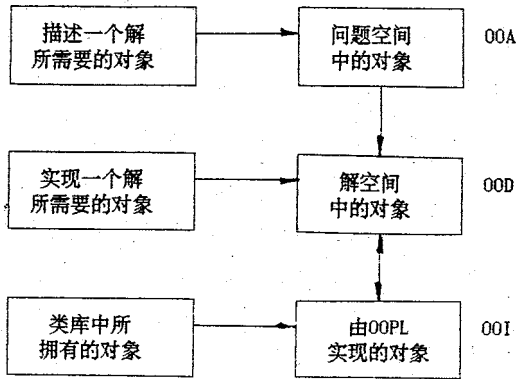 描述一个解
所需要的对象
问题空间
中的对象
OOA
实现一个解
所需要的对象
解空间
中的对象
OOD
类库中所
拥有的对象
由OOPL
实现的对象
OOI